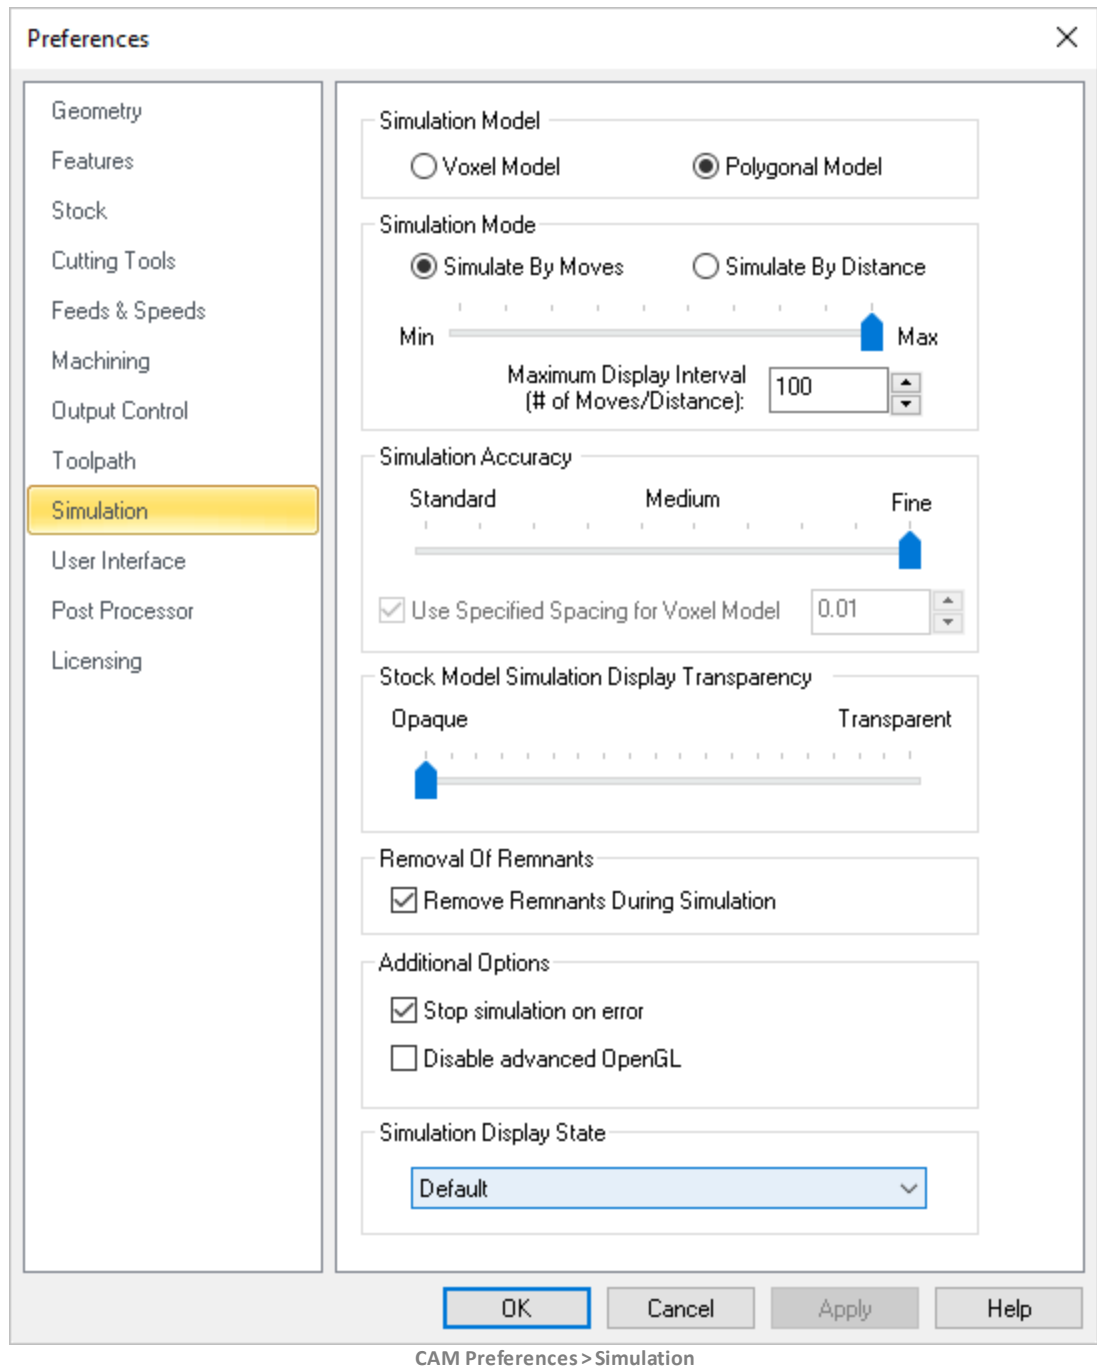 Preferences
Geometry
Features
Stock
Cutting Tools
Feeds & Speeds
Machining
Output Control
Toolpath
Simulation
User Interface
Post Processor
Licensing
Simulation Model
Voxel Model Polygonal Model
Simulation Mode
Simulate By Moves Simulate By Distance
Min Max
Maximum Display Interval
(# of Moves/Distance): 100
Simulation Accuracy
Standard Medium Fine
Use Specified Spacing for Voxel Model 0.01
Stock Model Simulation Display Transparency
Opaque Transparent
Removal Of Remnants
Remove Remnants During Simulation
Additional Options
Stop simulation on error
Disable advanced OpenGL
Simulation Display State
Default
OK Cancel Apply Help
CAM Preferences > Simulation